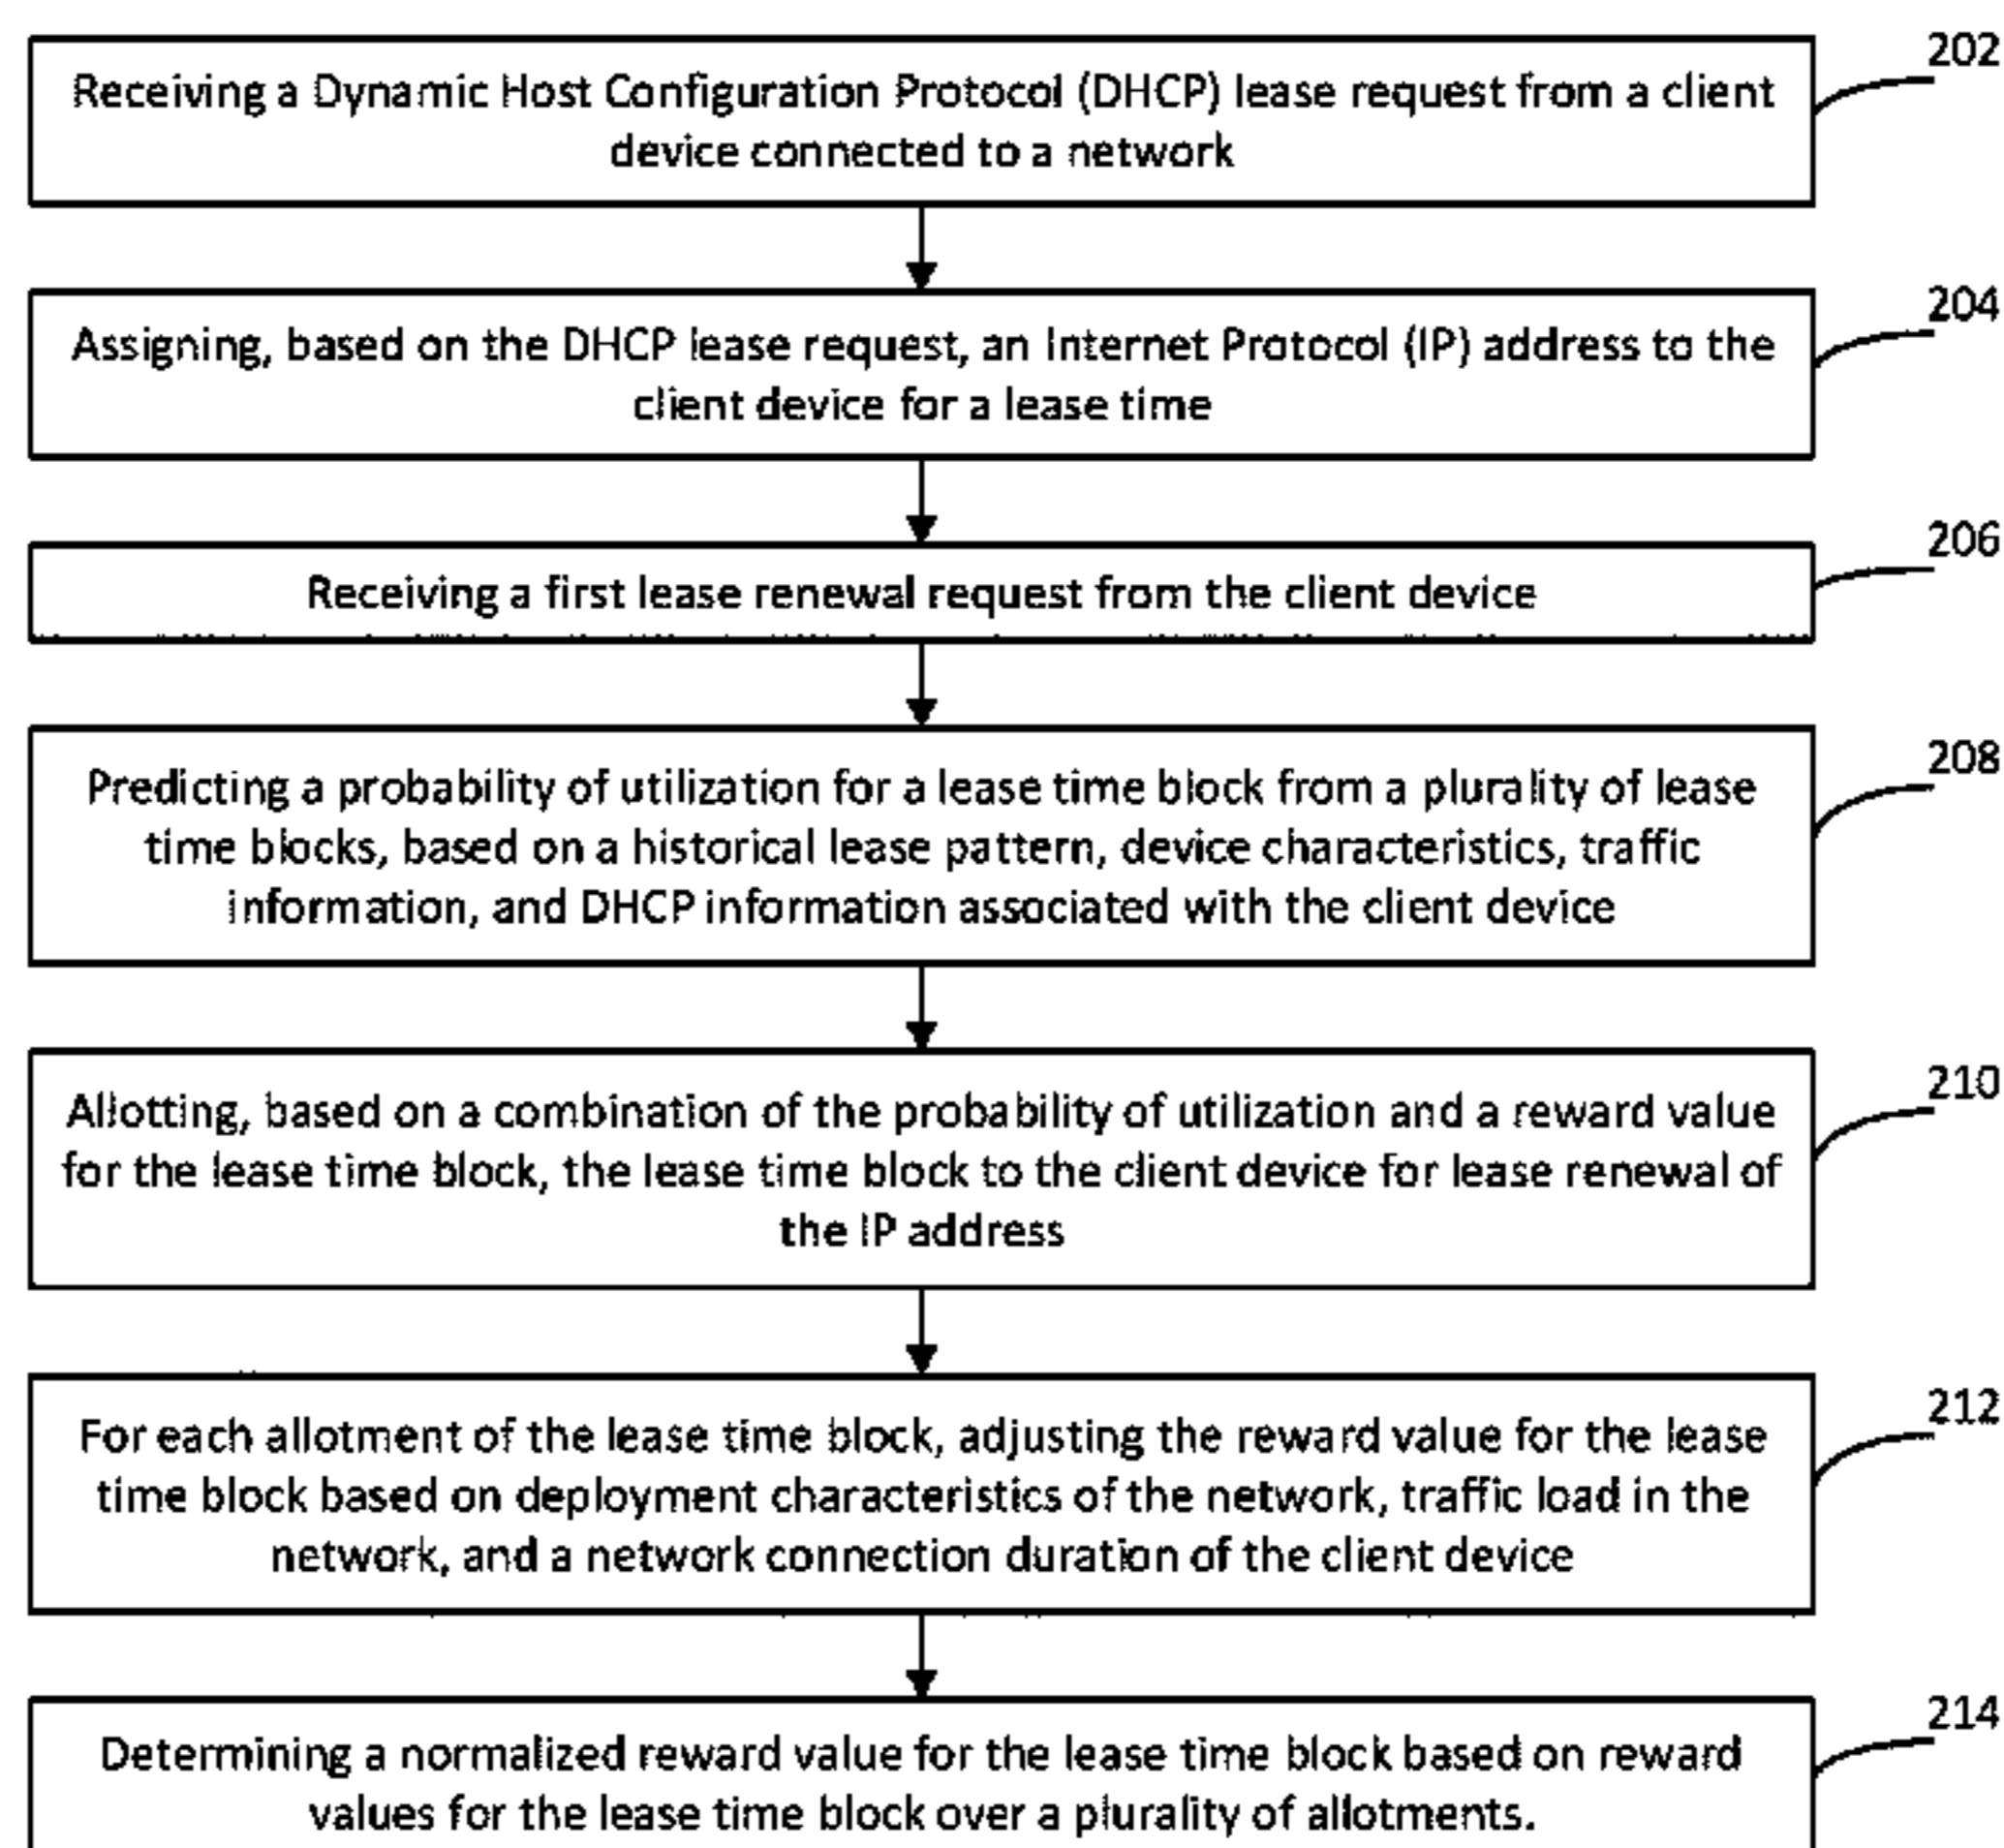 202
Receiving a Dynamic Host Configuration Protocol (DHCP) lease request from a client
device connected to a network
204
Assigning, based on the DHCP lease request, an Internet Protocol (IP) address to the
client device for a lease time
206
Receiving a first lease renewal request from the client device
208
Predicting a probability of utilization for a lease time block from a plurality of lease
time blocks, based on a historical lease pattern, device characteristics, traffic
information, and DHCP information associated with the client device
210
Allotting, based on a combination of the probability of utilization and a reward value
for the lease time block, the lease time block to the client device for lease renewal of
the IP address
212
For each allotment of the lease time block, adjusting the reward value for the lease
time block based on deployment characteristics of the network, traffic load in the
network, and a network connection duration of the client device
214
Determining a normalized reward value for the lease time block based on reward
values for the lease time block over a plurality of allotments.